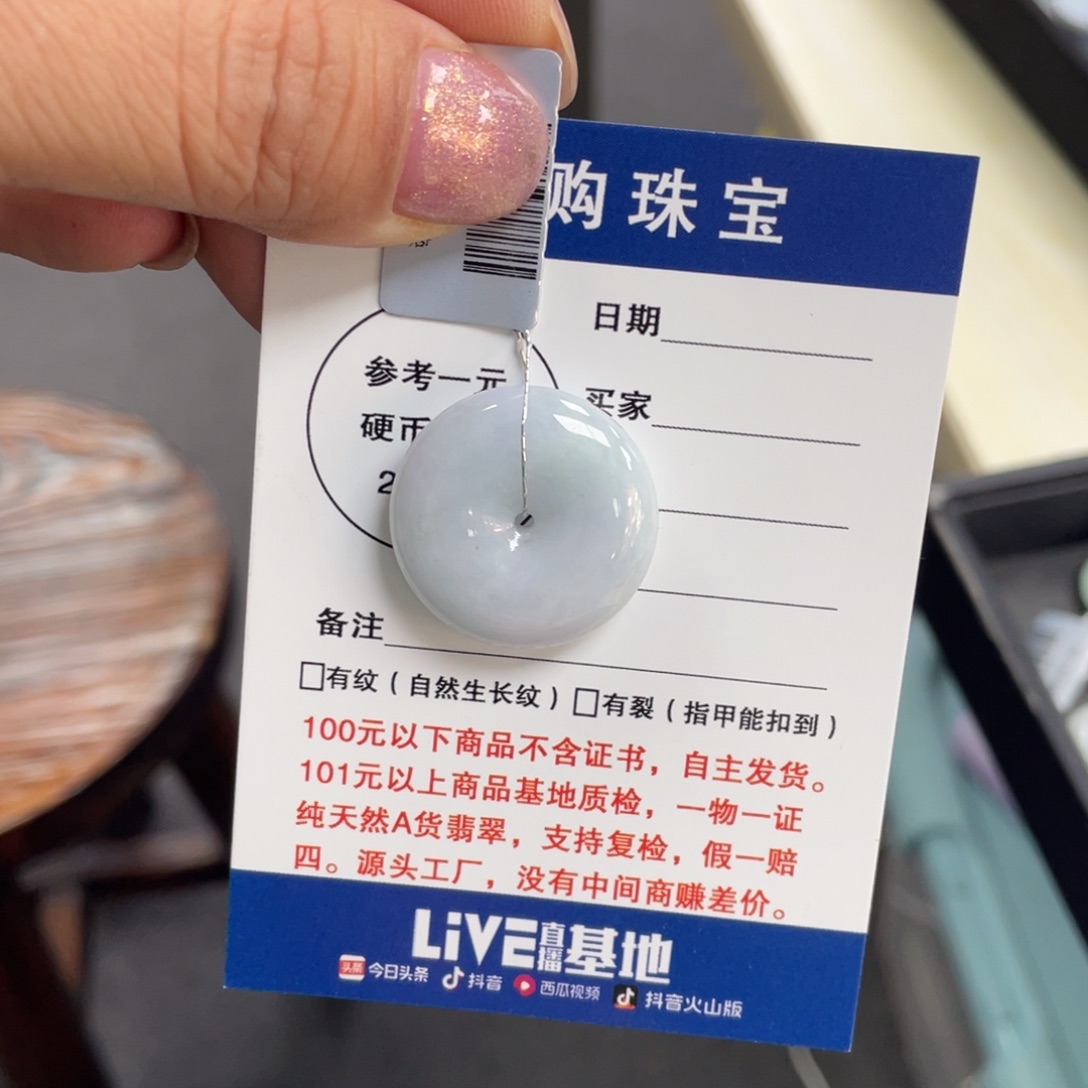 购珠宝
日期
参考一元
买家
硬币
2
备注
□有纹（自然生长纹）□有裂（指甲能扣到）
100元以下商品不含证书，自主发货。
101元以上商品基地质检，一物一证
纯天然A货翡翠，支持复检，假一赔
四。源头工厂，没有中间商赚差价。
LiVE直播基地
头条 今日头条 抖音 西瓜视频 抖音火山版